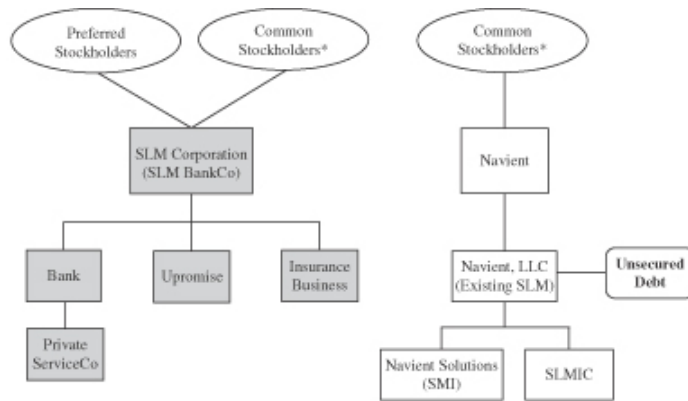 Preferred
Stockholders
Common
Stockholders*
Common
Stockholders*
SLM Corporation
(SLM BankCo)
Navient
Bank
Upromise
Insurance
Business
Navient, LLC
(Existing SLM)
Unsecured
Debt
Private
ServiceCo
Navient Solutions
(SMI)
SLMIC